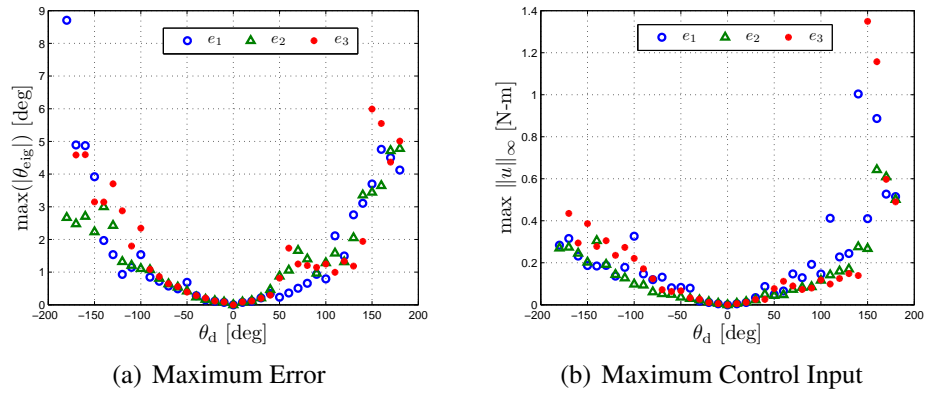 e₁ e₂ e₃
9
8
7
6
5
4
3
2
1
0
max(|θ_eig|) [deg]
−200 −150 −100 −50 0 50 100 150 200
θ_d [deg]
(a) Maximum Error
e₁ e₂ e₃
1.4
1.2
1
0.8
0.6
0.4
0.2
0
max ‖u‖∞ [N-m]
−200 −150 −100 −50 0 50 100 150 200
θ_d [deg]
(b) Maximum Control Input